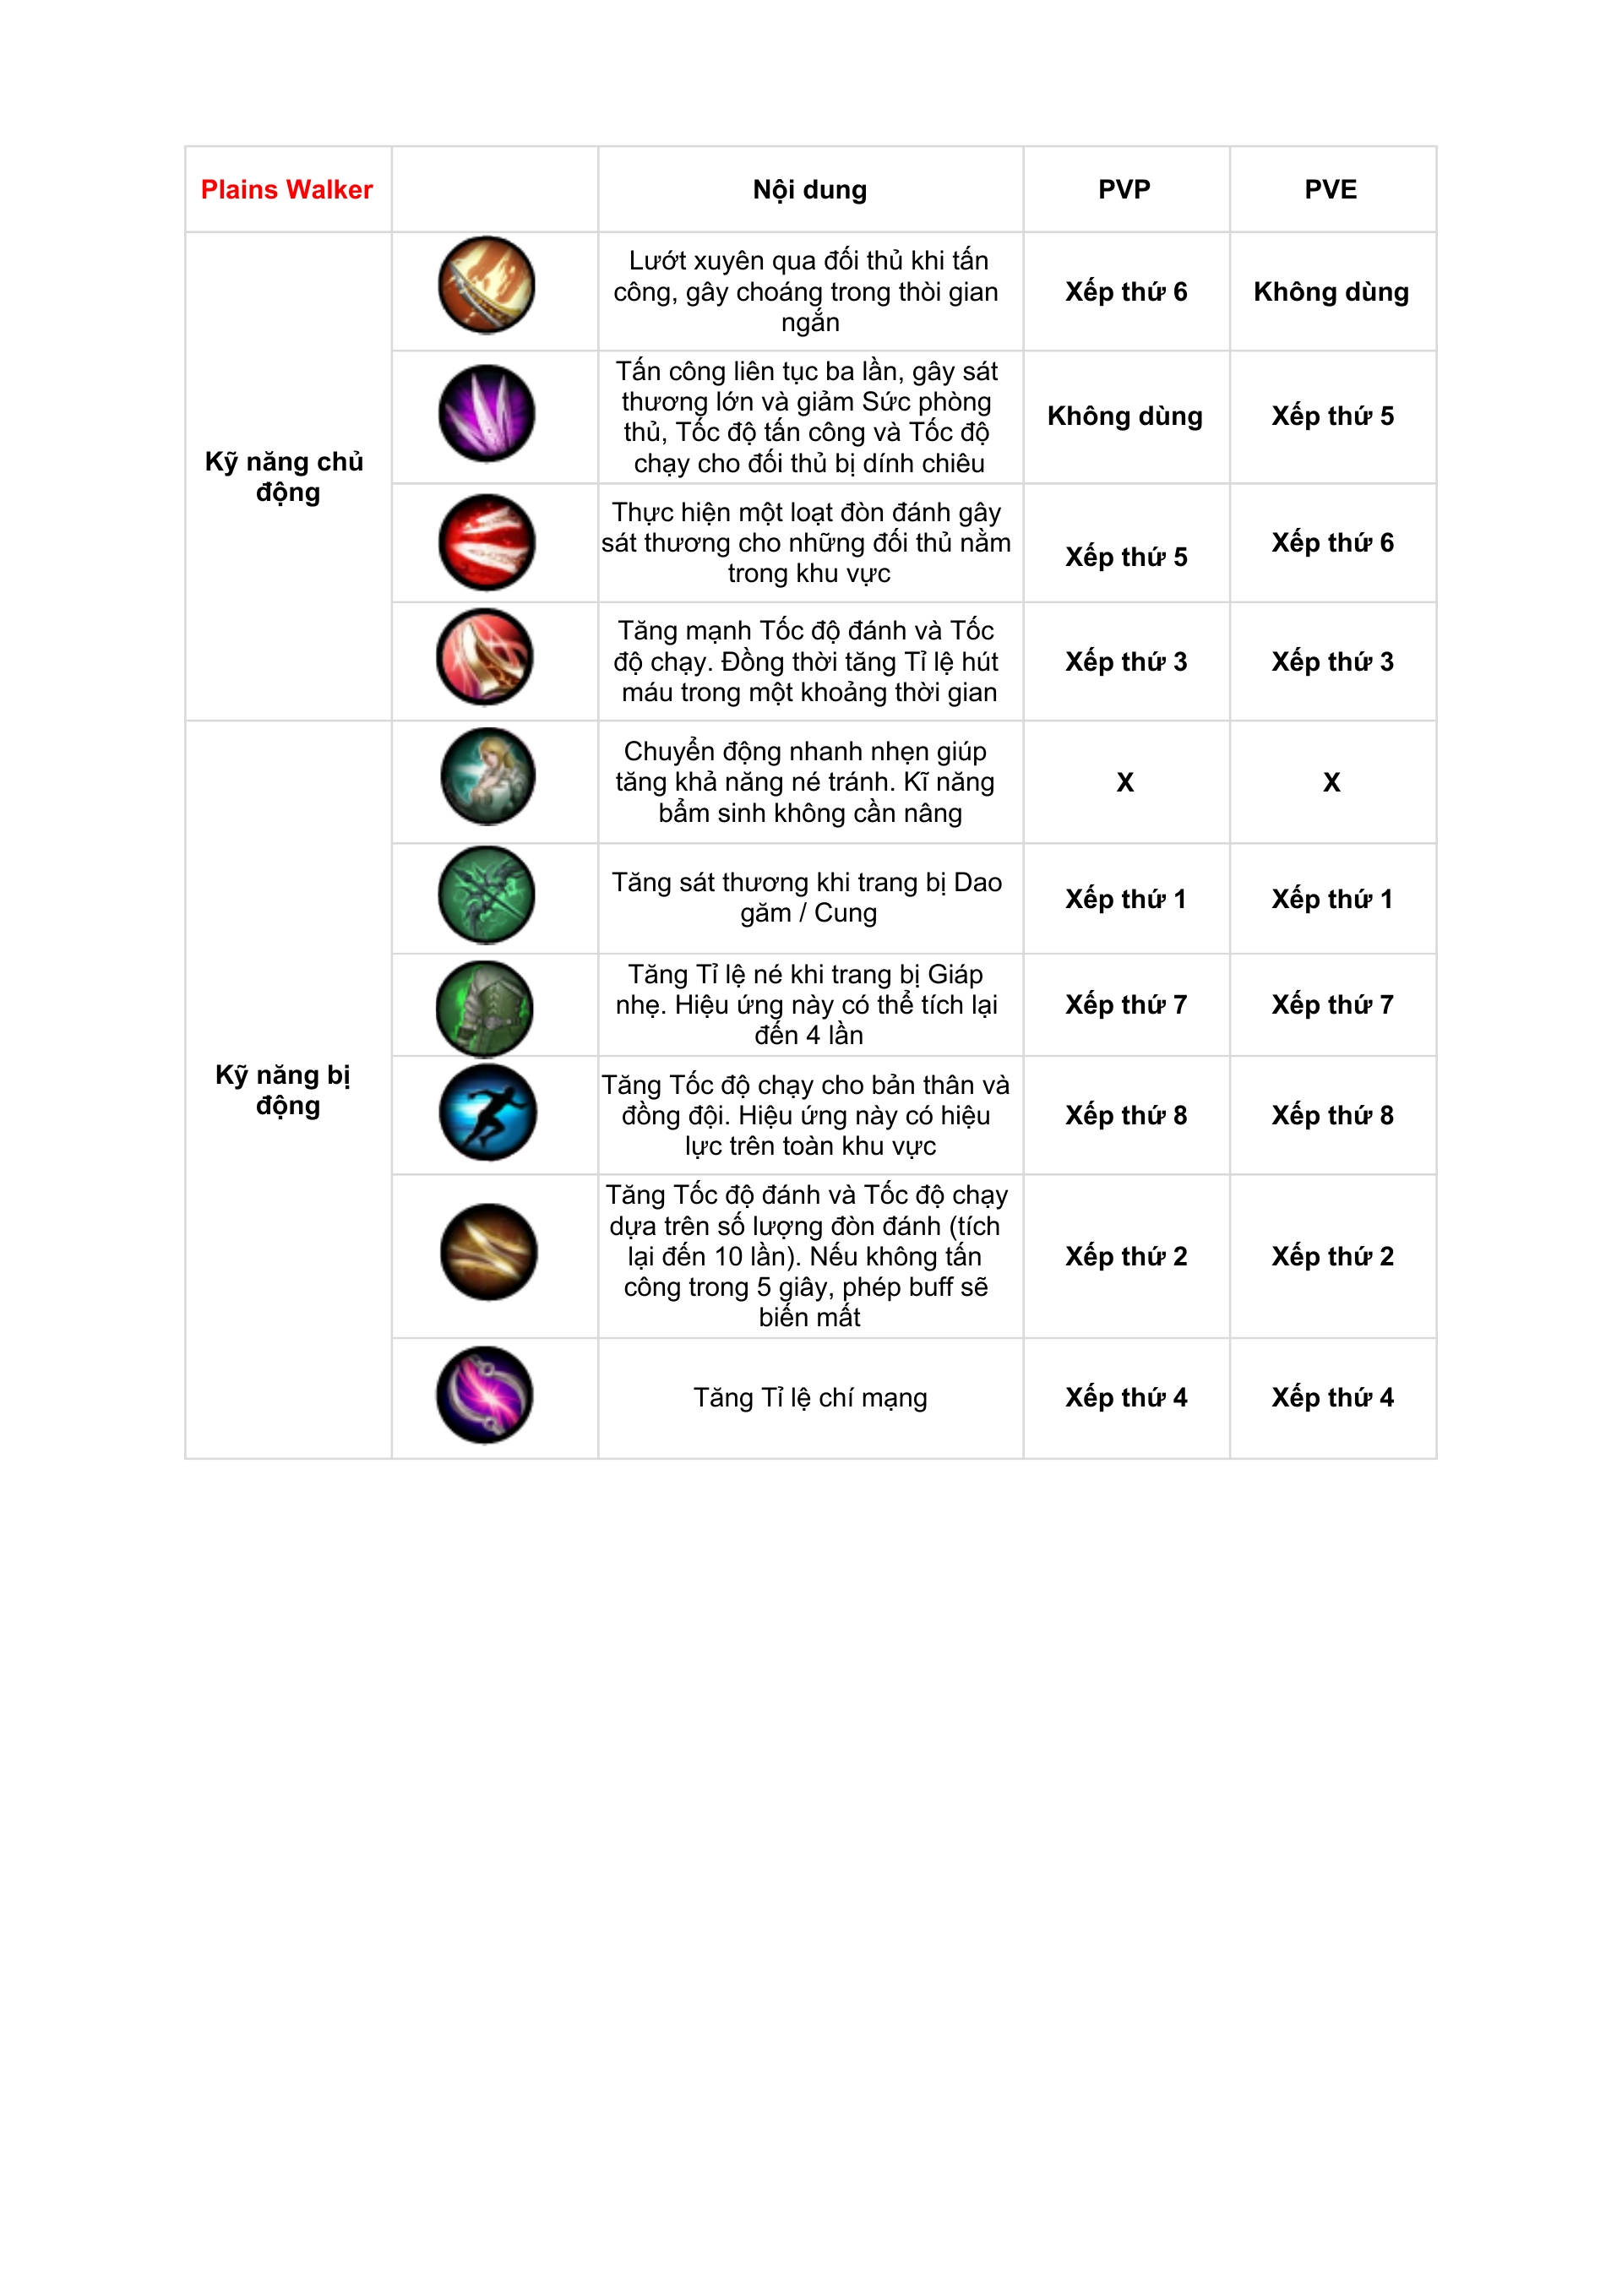 Plains Walker
Nội dung
PVP
PVE
Kỹ năng chủ
động
Lướt xuyên qua đối thủ khi tấn
công, gây choáng trong thòi gian
ngắn
Xếp thứ 6
Không dùng
Tấn công liên tục ba lần, gây sát
thương lớn và giảm Sức phòng
thủ, Tốc độ tấn công và Tốc độ
chạy cho đối thủ bị dính chiêu
Không dùng
Xếp thứ 5
Thực hiện một loạt đòn đánh gây
sát thương cho những đối thủ nằm
trong khu vực
Xếp thứ 5
Xếp thứ 6
Tăng mạnh Tốc độ đánh và Tốc
độ chạy. Đồng thời tăng Tỉ lệ hút
máu trong một khoảng thời gian
Xếp thứ 3
Xếp thứ 3
Kỹ năng bị
động
Chuyển động nhanh nhẹn giúp
tăng khả năng né tránh. Kĩ năng
bẩm sinh không cần nâng
X
X
Tăng sát thương khi trang bị Dao
găm / Cung
Xếp thứ 1
Xếp thứ 1
Tăng Tỉ lệ né khi trang bị Giáp
nhẹ. Hiệu ứng này có thể tích lại
đến 4 lần
Xếp thứ 7
Xếp thứ 7
Tăng Tốc độ chạy cho bản thân và
đồng đội. Hiệu ứng này có hiệu
lực trên toàn khu vực
Xếp thứ 8
Xếp thứ 8
Tăng Tốc độ đánh và Tốc độ chạy
dựa trên số lượng đòn đánh (tích
lại đến 10 lần). Nếu không tấn
công trong 5 giây, phép buff sẽ
biến mất
Xếp thứ 2
Xếp thứ 2
Tăng Tỉ lệ chí mạng
Xếp thứ 4
Xếp thứ 4